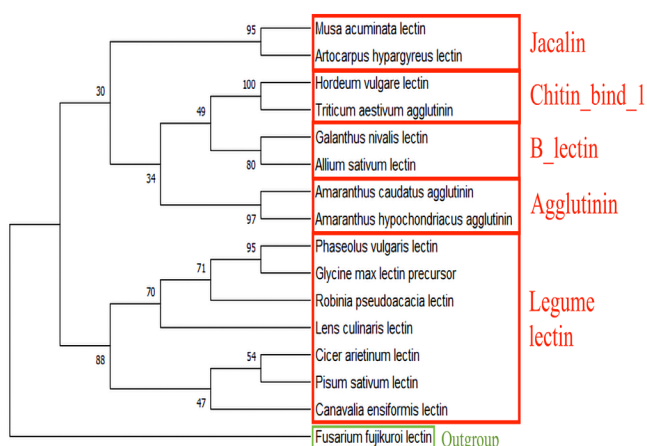 95
Musa acuminata lectin
Artocarpus hypargyreus lectin
Jacalin
30
100
Hordeum vulgare lectin
Triticum aestivum agglutinin
Chitin_bind_1
49
Galanthus nivalis lectin
80
Allium sativum lectin
B_lectin
34
Amaranthus caudatus agglutinin
97
Amaranthus hypochondriacus agglutinin
Agglutinin
95
Phaseolus vulgaris lectin
71
Glycine max lectin precursor
70
Robinia pseudoacacia lectin
Lens culinaris lectin
Legume
lectin
88
54
Cicer arietinum lectin
Pisum sativum lectin
47
Canavalia ensiformis lectin
Fusarium fujikuroi lectin
Outgroup